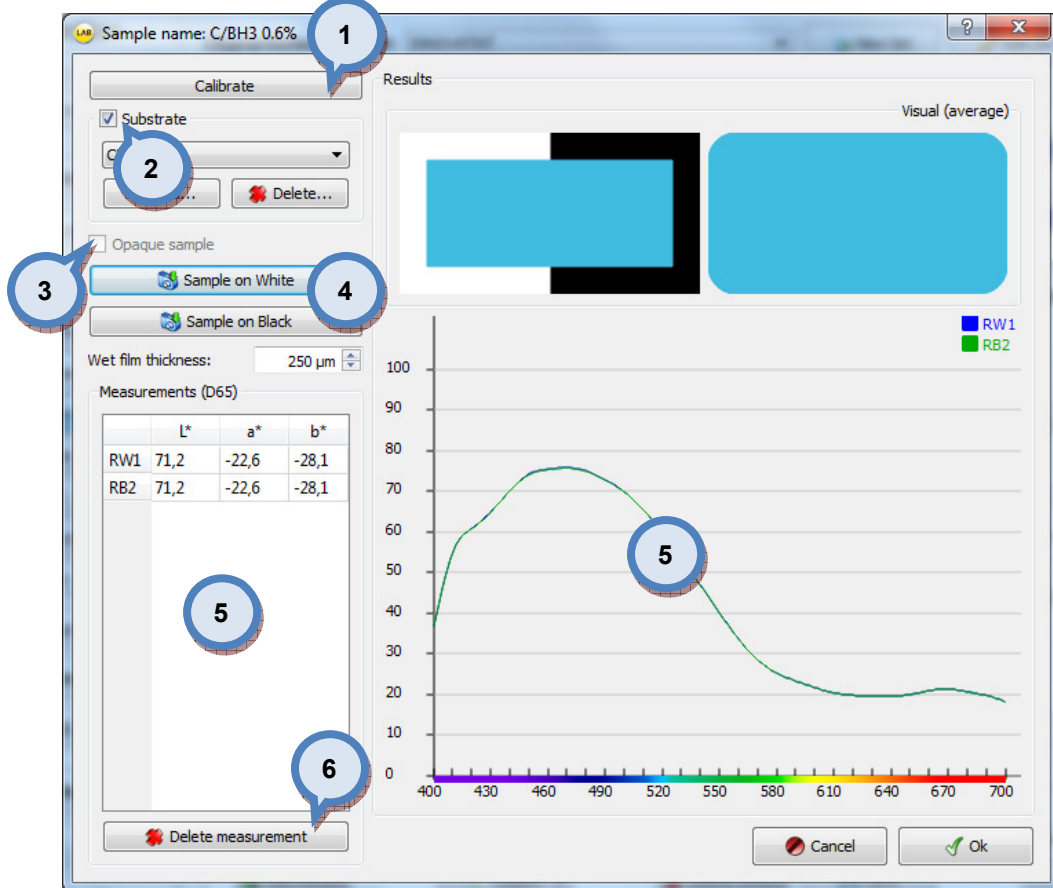 LAB Sample name: C/BH3 0.6%
1
Calibrate
Results
Substrate
Visual (average)
2
Delete...
Opaque sample
3
Sample on White
4
Sample on Black
RW1
RB2
Wet film thickness: 250 µm
Measurements (D65)
L* a* b*
RW1 71,2 -22,6 -28,1
RB2 71,2 -22,6 -28,1
5
100
90
80
70
60
50
40
30
20
10
0
5
400 430 460 490 520 550 580 610 640 670 700
6
Delete measurement
Cancel
Ok